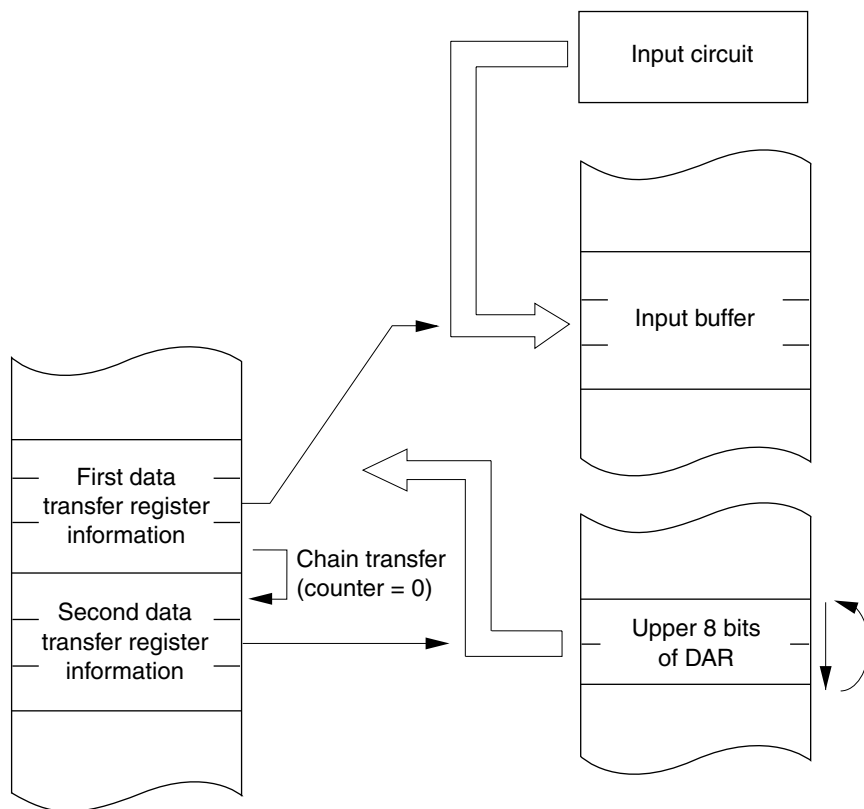 Input circuit
Input buffer
First data
transfer register
information
Chain transfer
(counter = 0)
Second data
transfer register
information
Upper 8 bits
of DAR